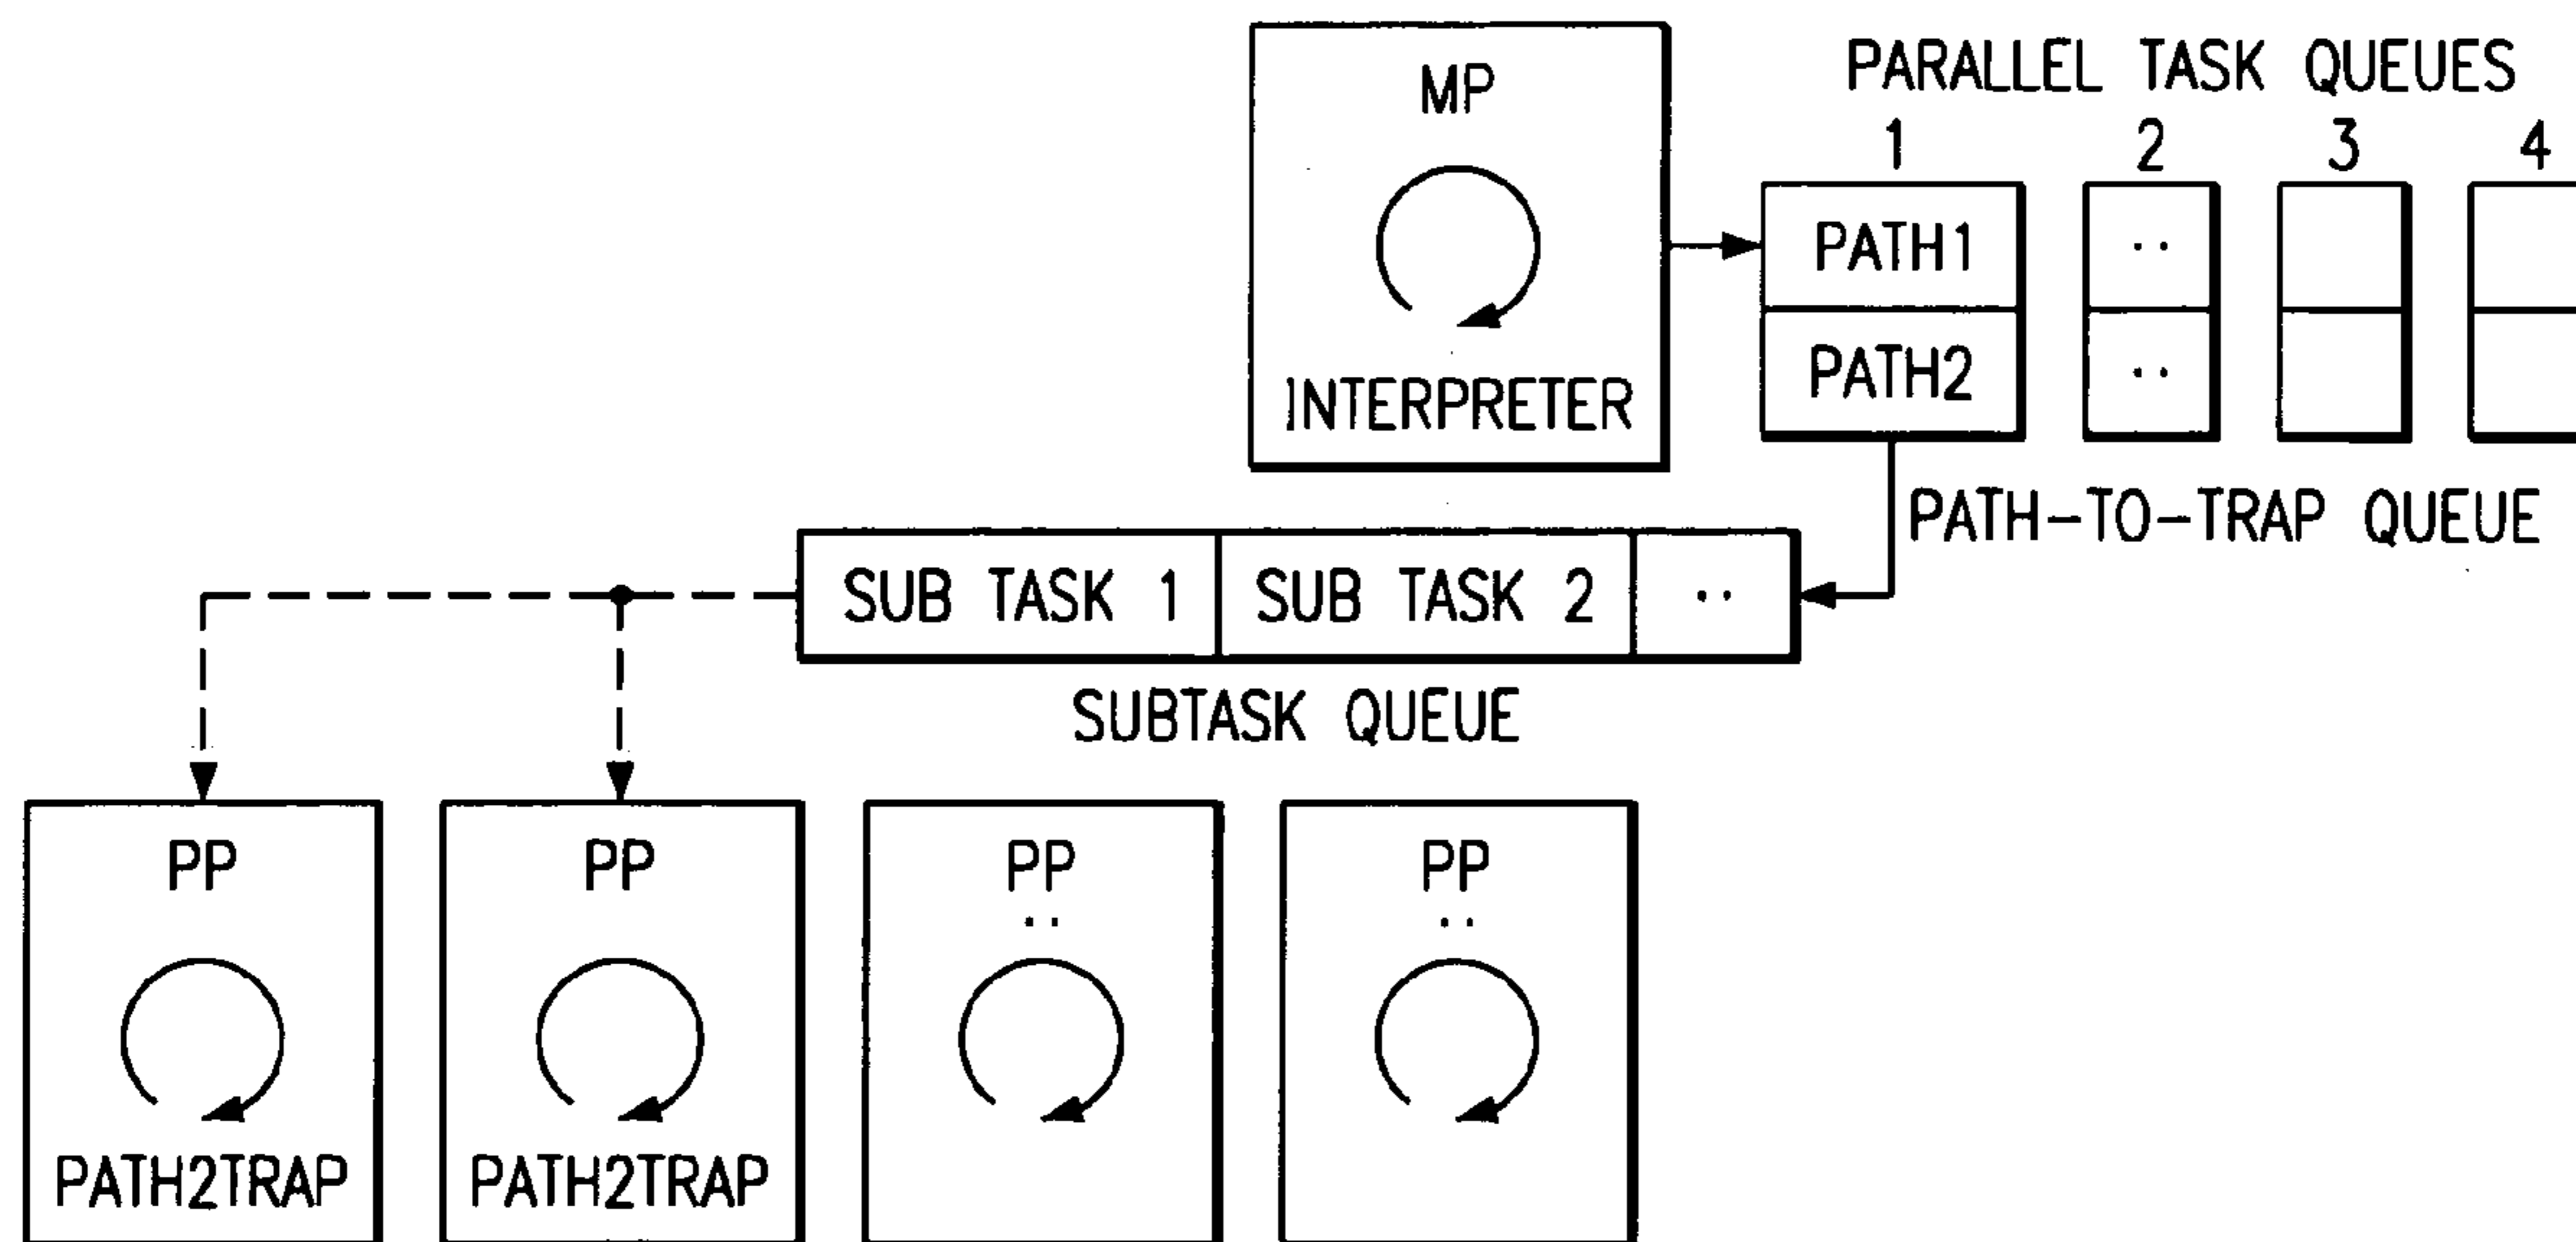 MP
INTERPRETER
PARALLEL TASK QUEUES
1 2 3 4
PATH1 ..
PATH2 ..
PATH-TO-TRAP QUEUE
SUB TASK 1 SUB TASK 2 ..
SUBTASK QUEUE
PP PP PP PP
.. ..
PATH2TRAP PATH2TRAP